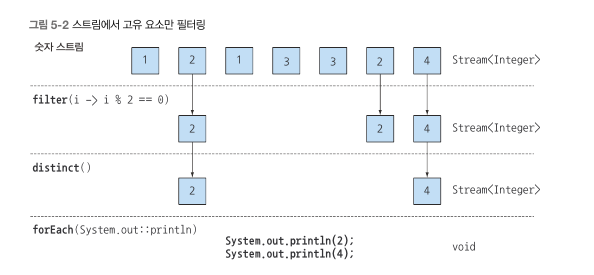 그림 5-2 스트림에서 고유 요소만 필터링
숫자 스트림
1 2 1 3 3 2 4 Stream<Integer>
filter(i -> i % 2 == 0)
2 2 4 Stream<Integer>
distinct()
2 4 Stream<Integer>
forEach(System.out::println)
System.out.println(2);
System.out.println(4);
void